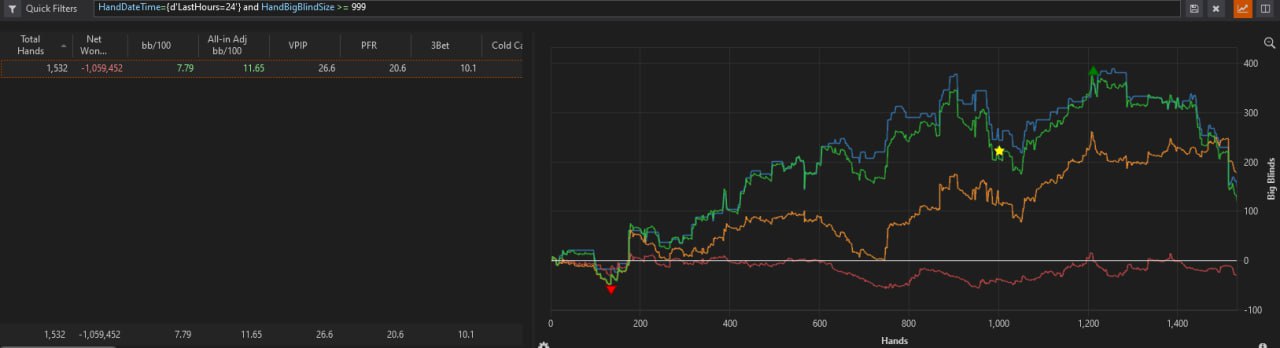 Quick Filters HandDateTime={d'LastHours=24'} and HandBigBlindSize >= 999
Total Hands Net Won... bb/100 All-in Adj bb/100 VPIP PFR 3Bet Cold Ca
1,532 -1,059,452 7.79 11.65 26.6 20.6 10.1
1,532 -1,059,452 7.79 11.65 26.6 20.6 10.1
400
300
200
100
0
-100
Big Blinds
0 200 400 600 800 1,000 1,200 1,400
Hands